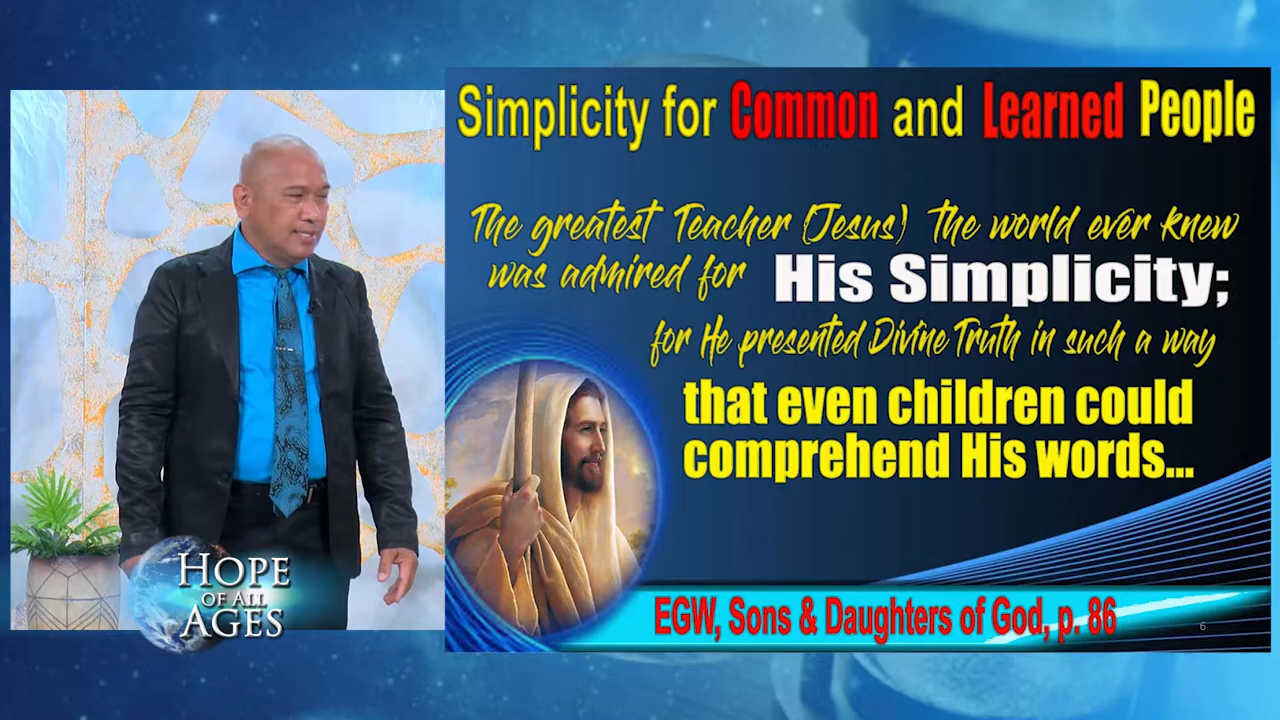 Simplicity for Common and Learned People
The greatest Teacher (Jesus) the world ever knew
was admired for His Simplicity;
for He presented Divine Truth in such a way
that even children could
comprehend His words...
EGW, Sons & Daughters of God, p. 86
6
HOPE
OF ALL
AGES